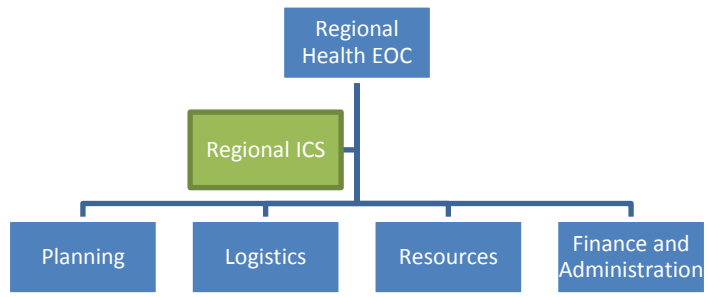 Regional
Health EOC
Regional ICS
Planning
Logistics
Resources
Finance and
Administration